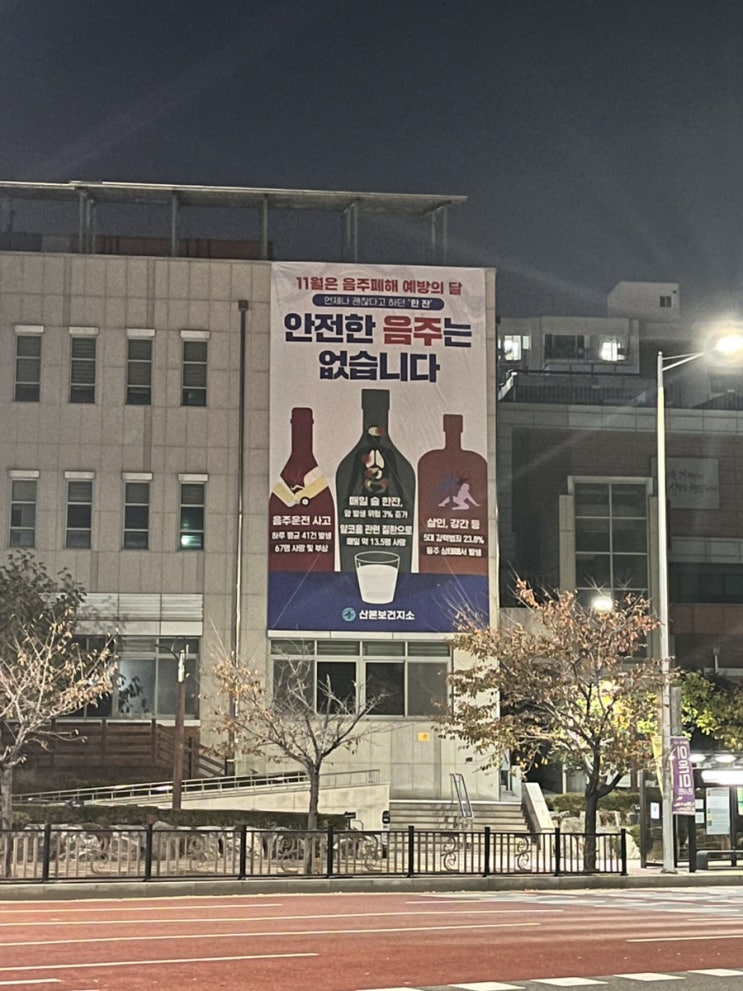 11월은 음주폐해 예방의 달
언제나 괜찮다고 하던 '한 잔'
안전한 음주는
없습니다
음주운전 사고
하루 평균 41건 발생
67명 사망 및 부상
매일 술 한잔,
암 발생 위험 3% 증가
알코올 관련 질환으로
매일 약 13.5명 사망
살인, 강간 등
5대 강력범죄 23.8%
음주 상태에서 발생
산본보건지소